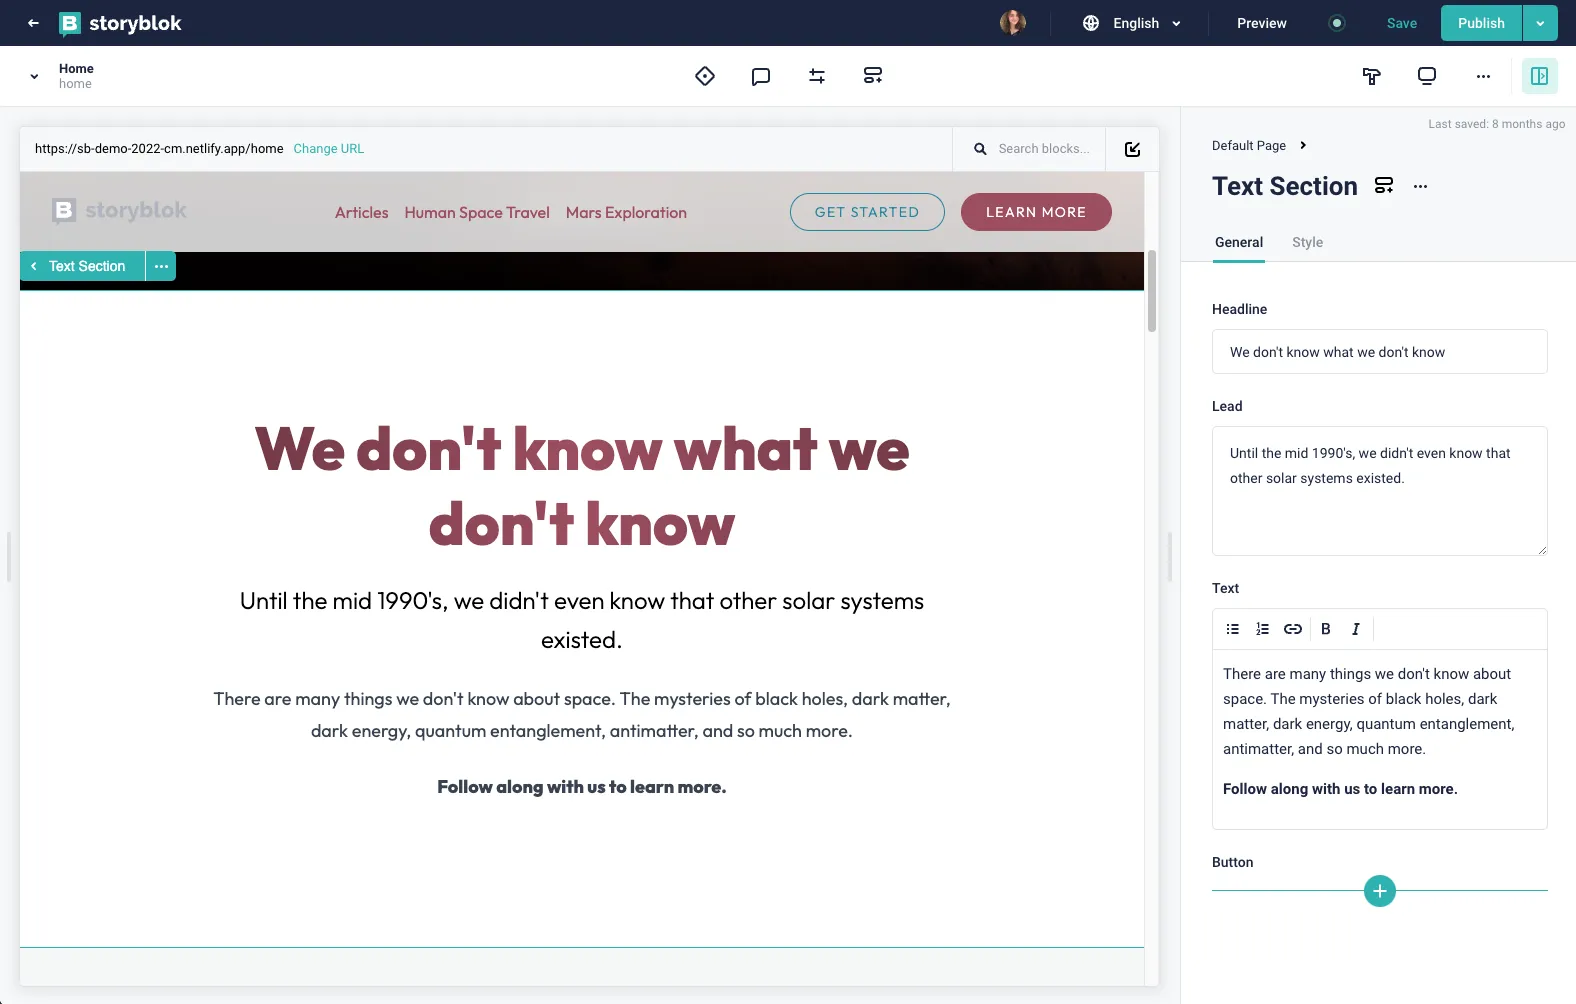 storyblok
English
Preview
Save
Publish
Home
home
Last saved: 8 months ago
https://sb-demo-2022-cm.netlify.app/home Change URL
Search blocks...
Default Page
Text Section
General Style
storyblok
Articles Human Space Travel Mars Exploration
GET STARTED
LEARN MORE
Text Section
We don't know what we
don't know
Until the mid 1990's, we didn't even know that other solar systems
existed.
There are many things we don't know about space. The mysteries of black holes, dark matter,
dark energy, quantum entanglement, antimatter, and so much more.
Follow along with us to learn more.
Headline
We don't know what we don't know
Lead
Until the mid 1990's, we didn't even know that
other solar systems existed.
Text
B I
There are many things we don't know about
space. The mysteries of black holes, dark
matter, dark energy, quantum entanglement,
antimatter, and so much more.
Follow along with us to learn more.
Button